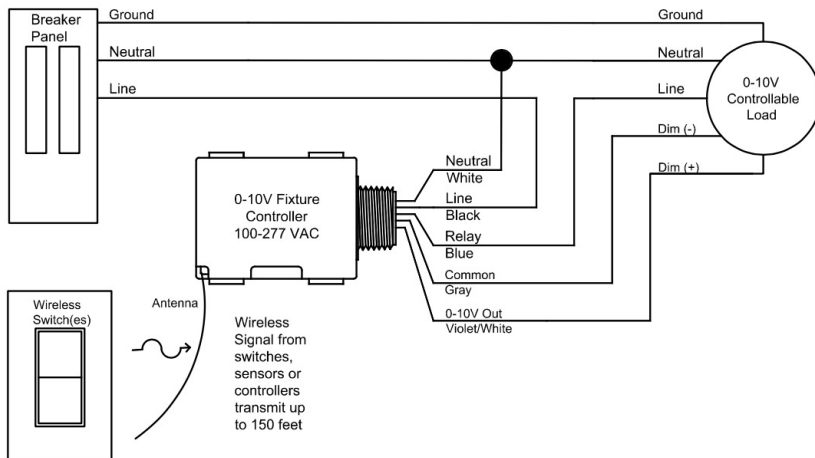 Breaker
Panel
Ground
Neutral
Line
Ground
Neutral
Line
Dim (-)
Dim (+)
0-10V
Controllable
Load
0-10V Fixture
Controller
100-277 VAC
Neutral
White
Line
Black
Relay
Blue
Common
Gray
0-10V Out
Violet/White
Antenna
Wireless
Switch(es)
Wireless
Signal from
switches,
sensors or
controllers
transmit up
to 150 feet